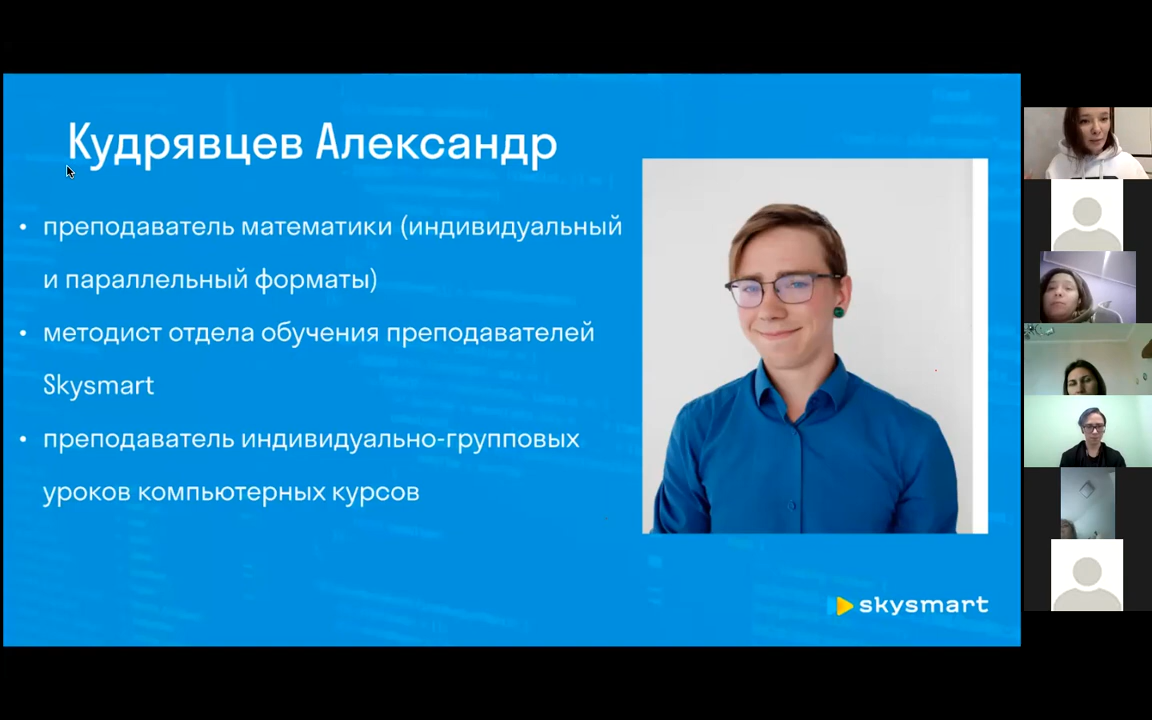 Кудрявцев Александр
• преподаватель математики (индивидуальный
и параллельный форматы)
• методист отдела обучения преподавателей
Skysmart
• преподаватель индивидуально-групповых
уроков компьютерных курсов
skysmart